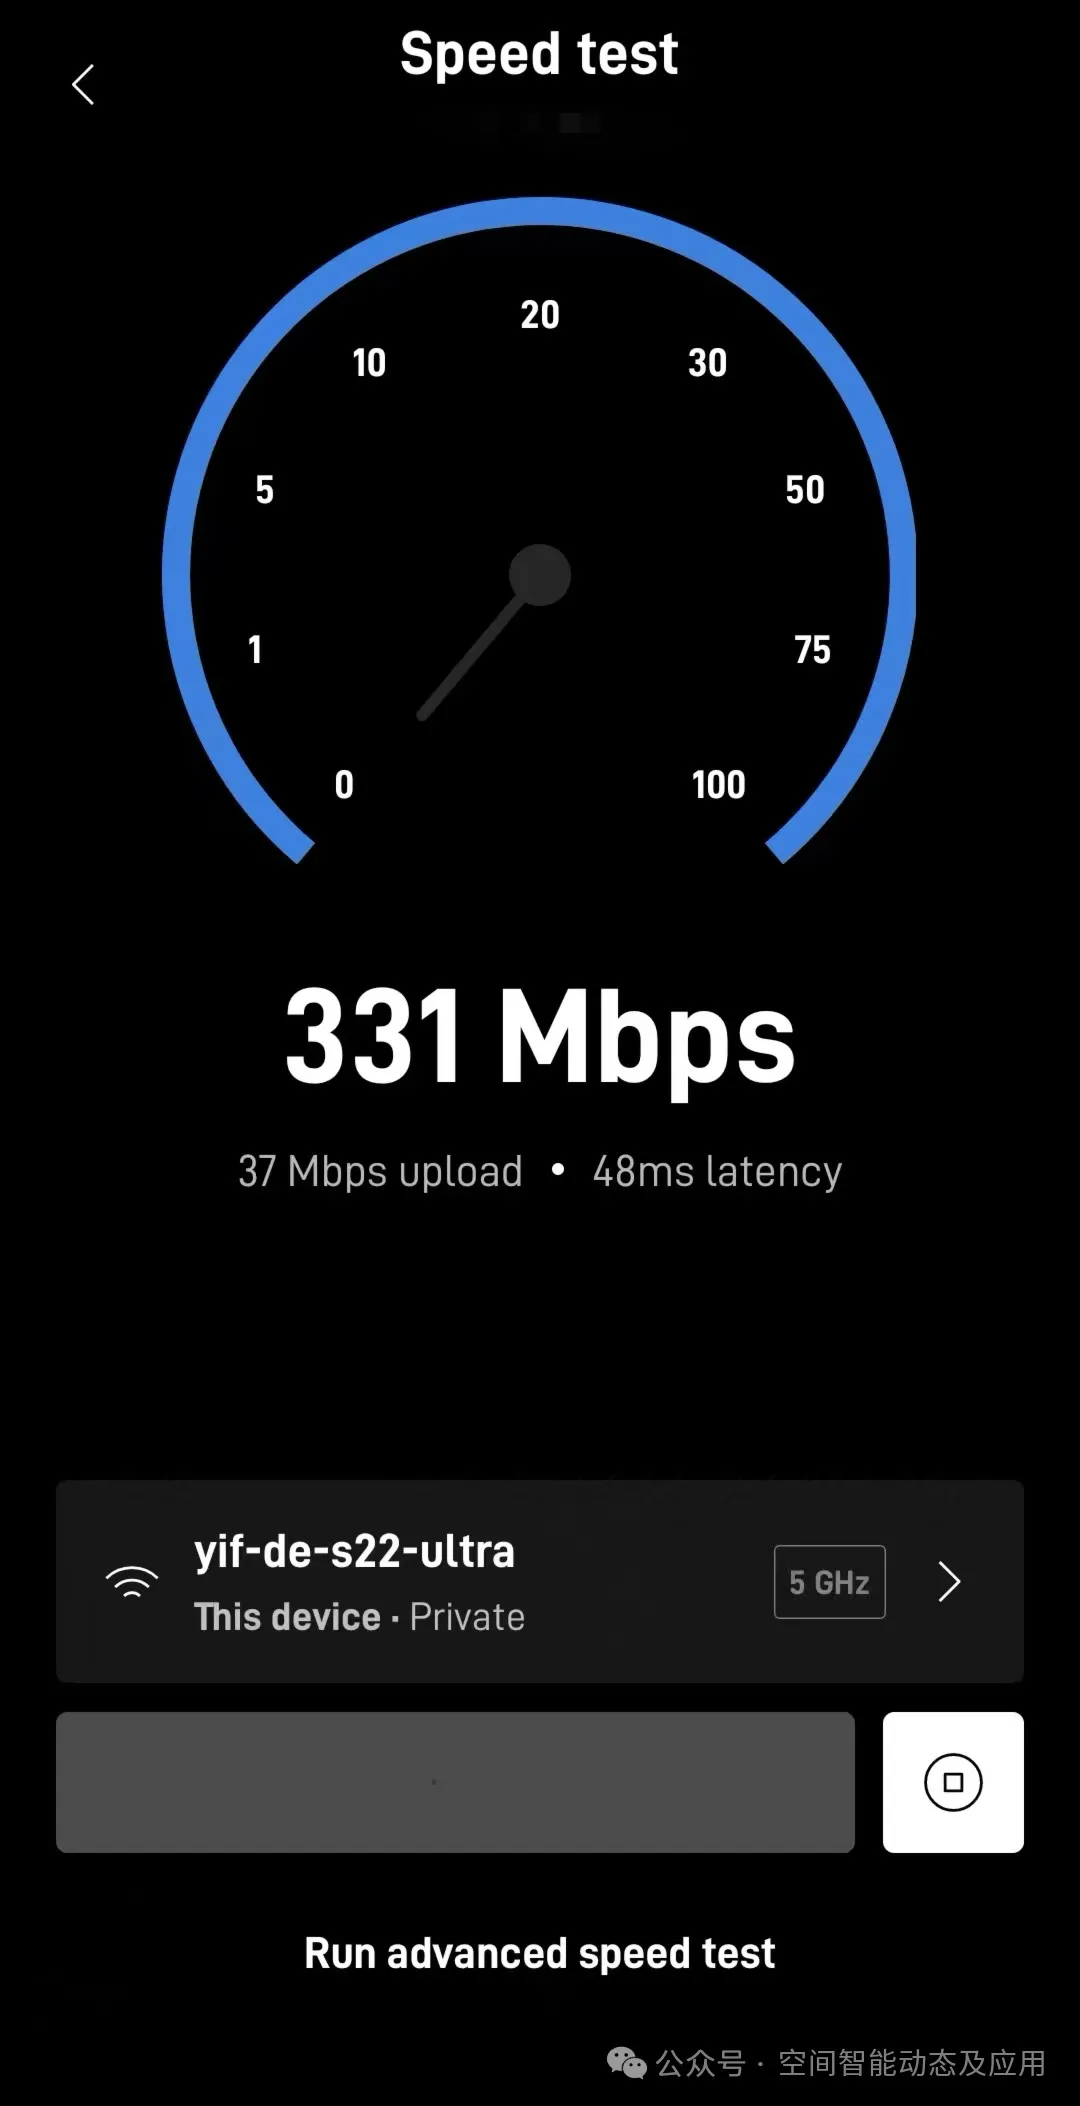 Speed test
20
10
30
5
50
1
75
0
100
331 Mbps
37 Mbps upload • 48ms latency
yif-de-s22-ultra
This device · Private
5 GHz
Run advanced speed test
公众号 · 空间智能动态及应用